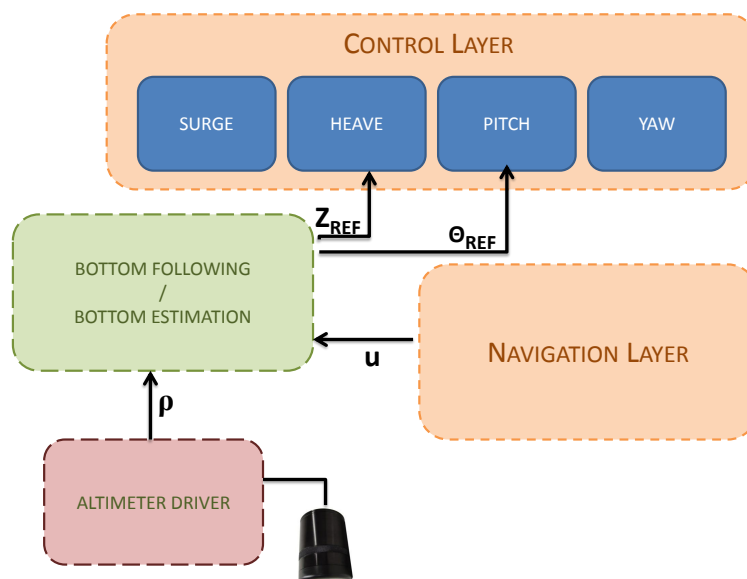 CONTROL LAYER
SURGE
HEAVE
PITCH
YAW
ZREF
ΘREF
BOTTOM FOLLOWING
/
BOTTOM ESTIMATION
NAVIGATION LAYER
u
ρ
ALTIMETER DRIVER